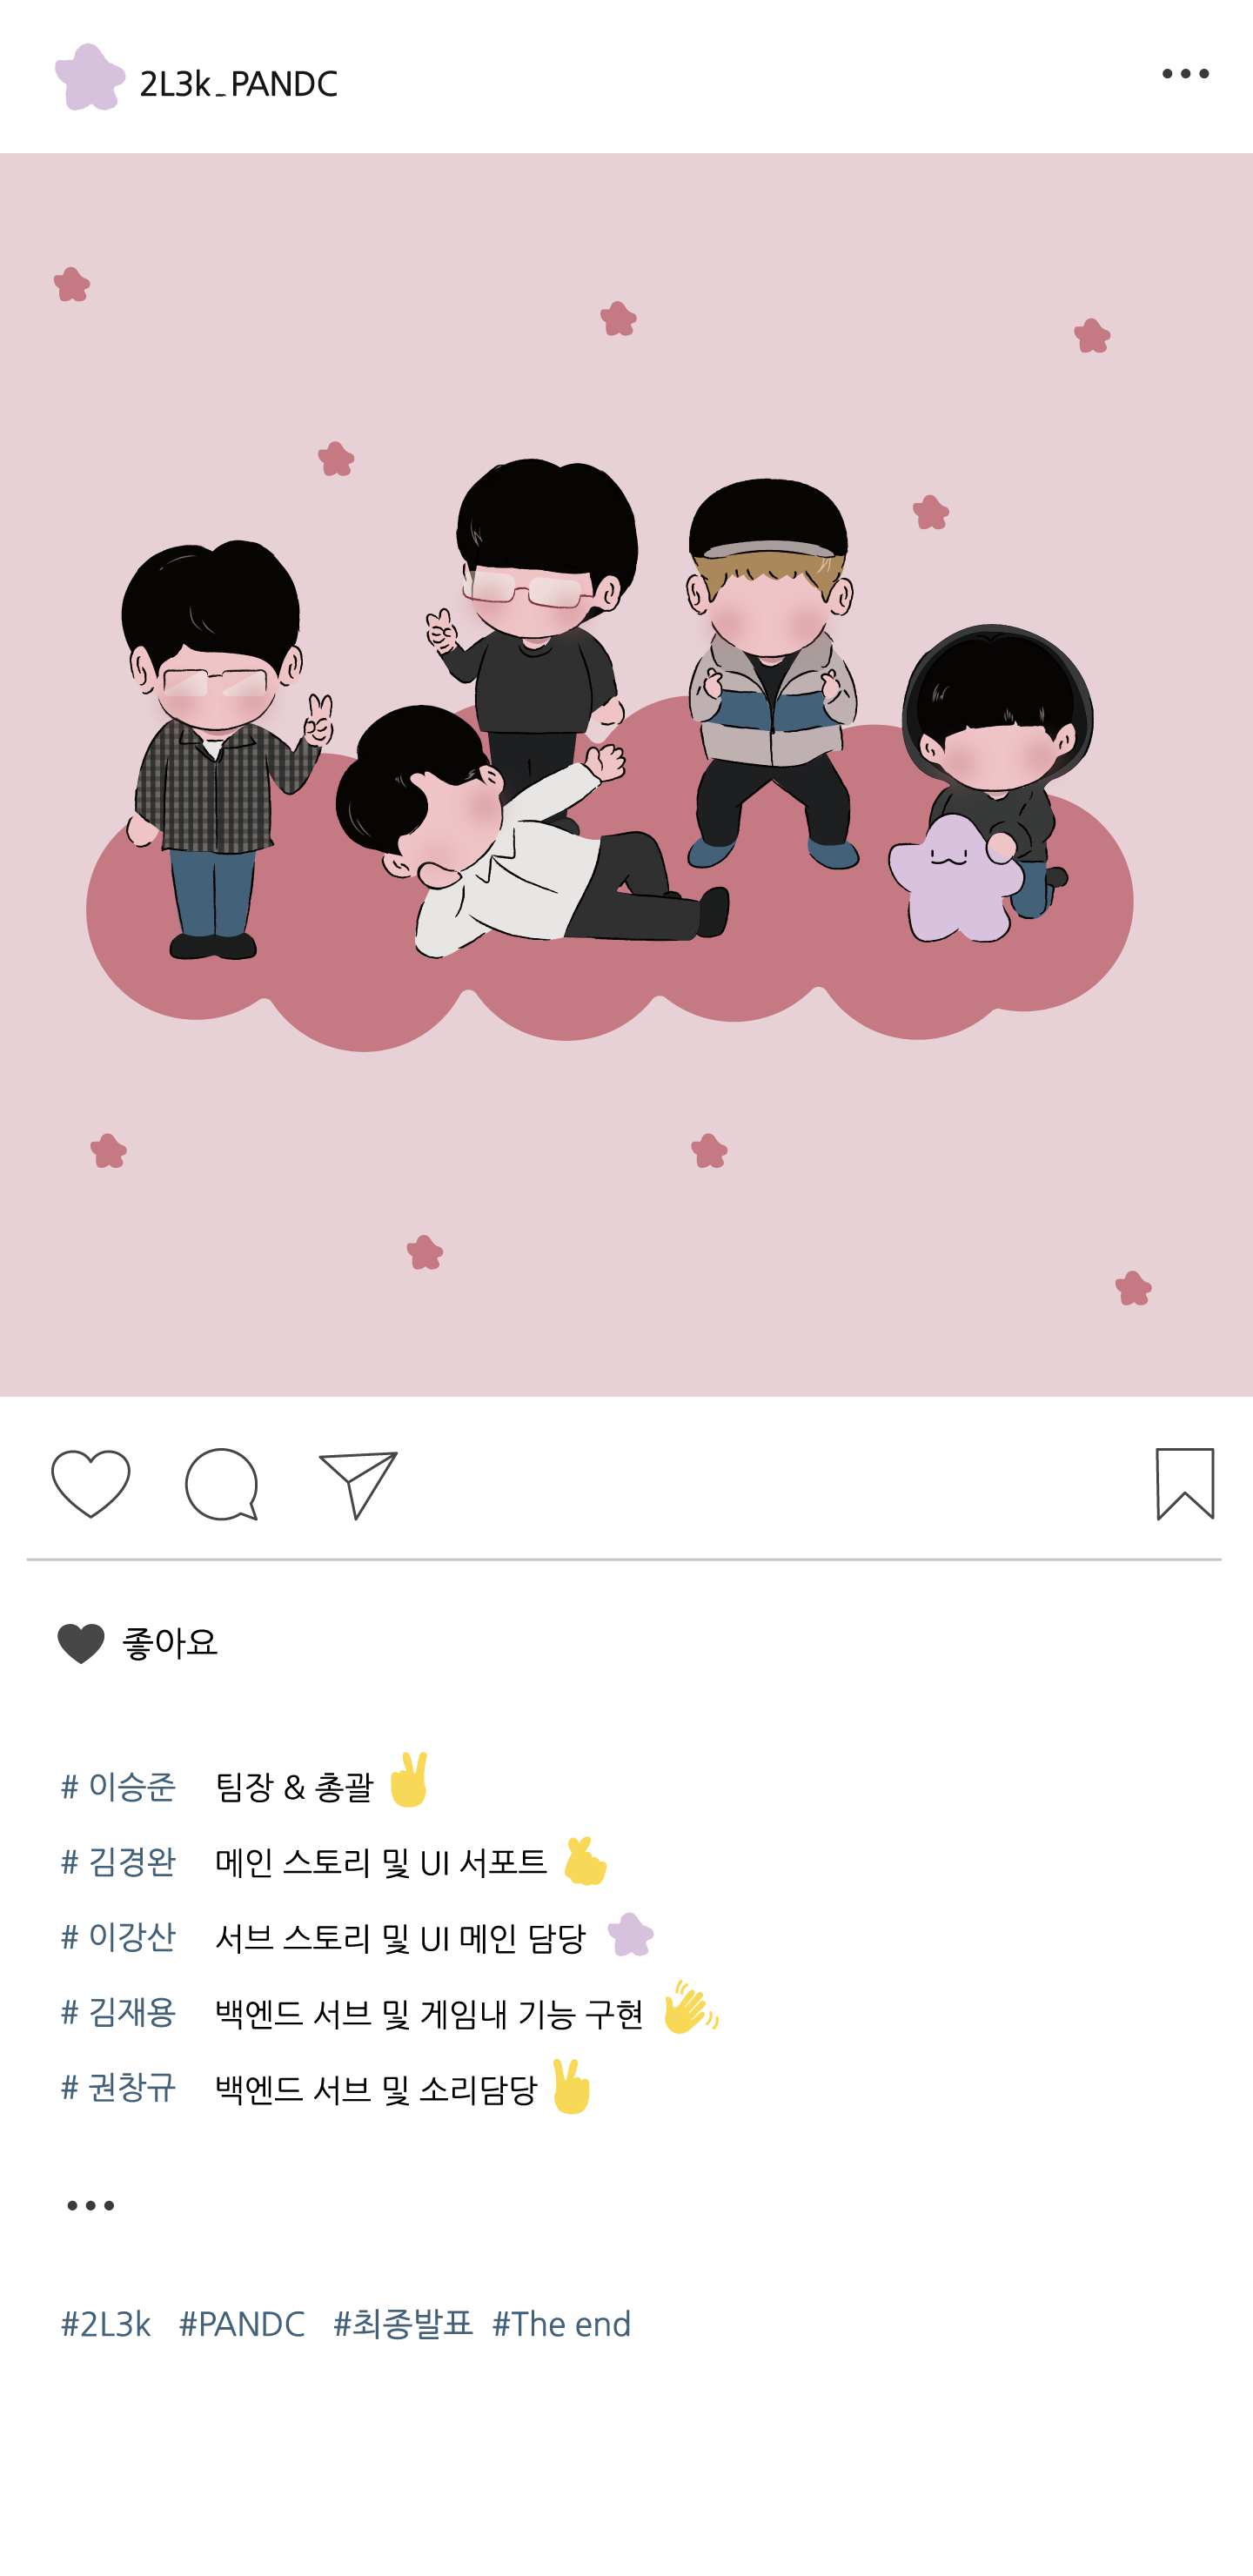 2L3k_PANDC
좋아요
# 이승준 팀장 & 총괄
# 김경완 메인 스토리 및 UI 서포트
# 이강산 서브 스토리 및 UI 메인 담당
# 김재용 백엔드 서브 및 게임내 기능 구현
# 권창규 백엔드 서브 및 소리담당
#2L3k #PANDC #최종발표 #The end